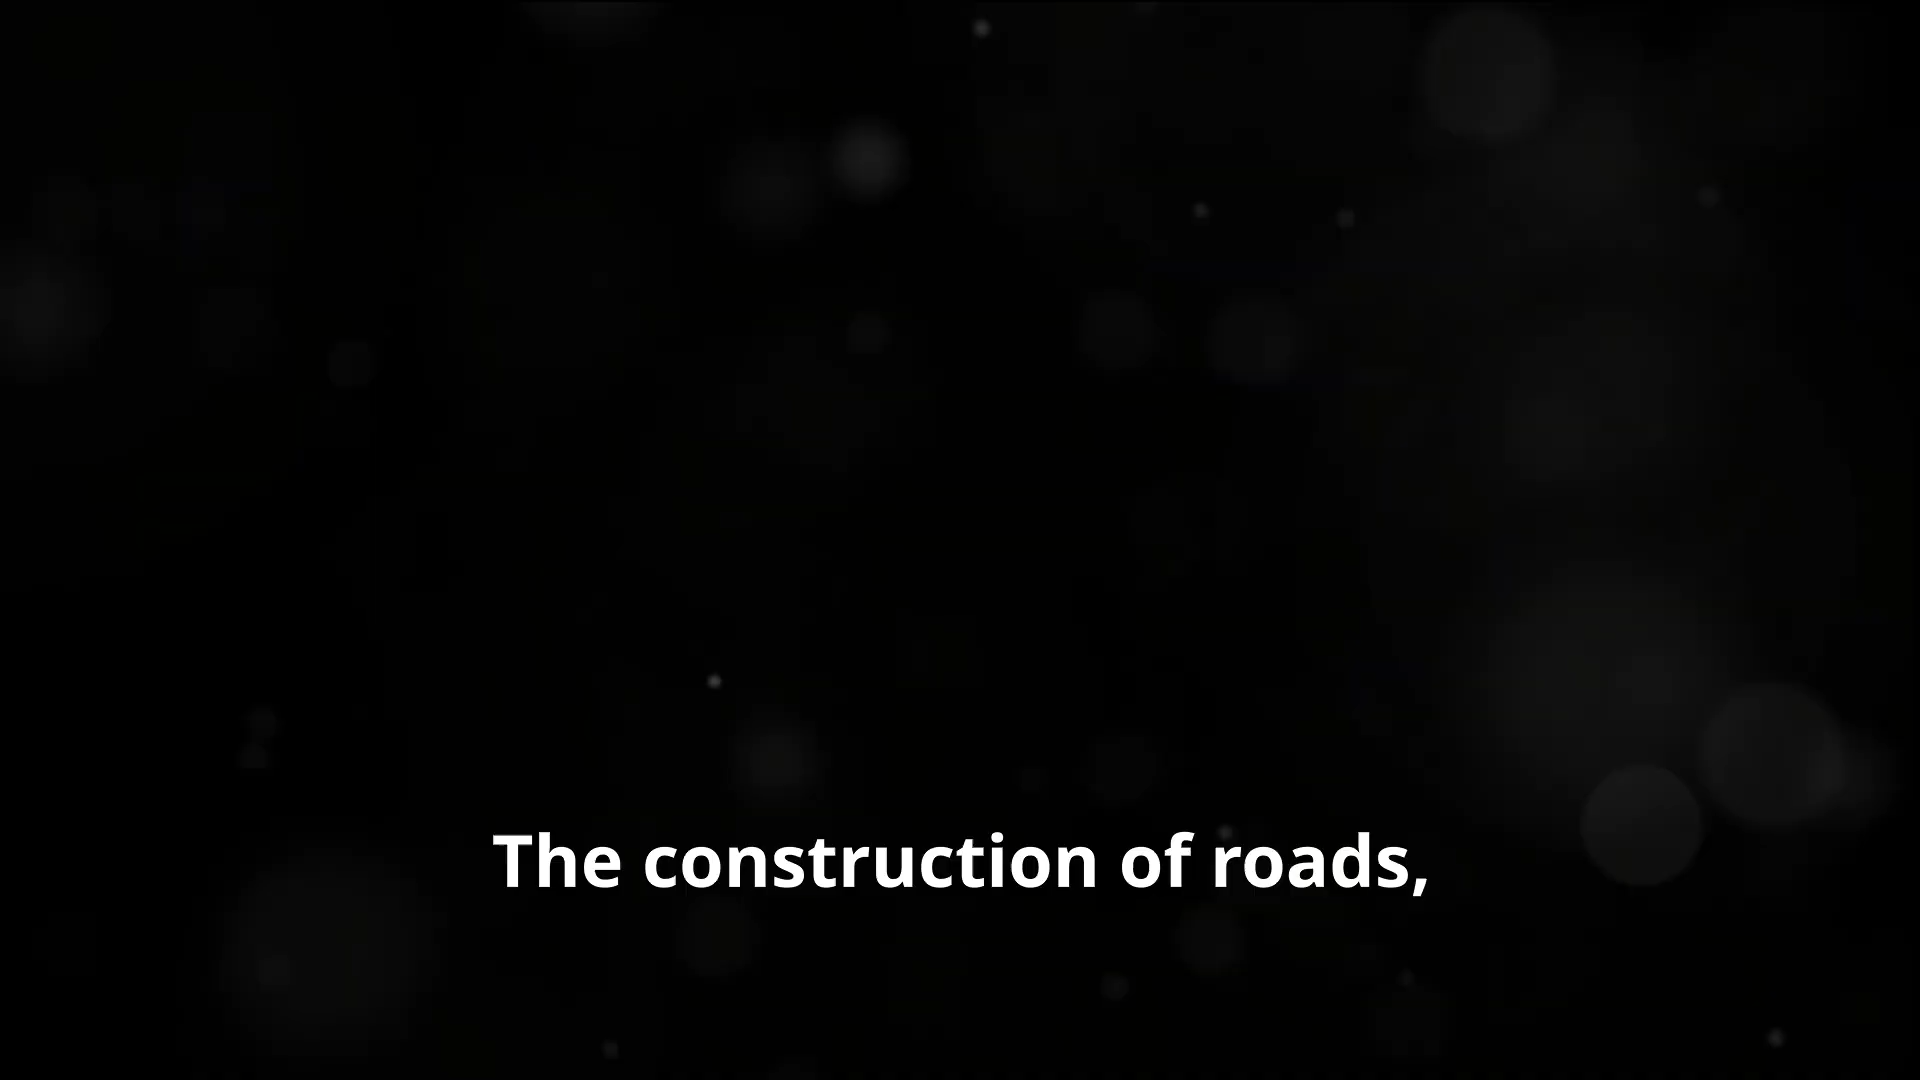 The construction of roads,